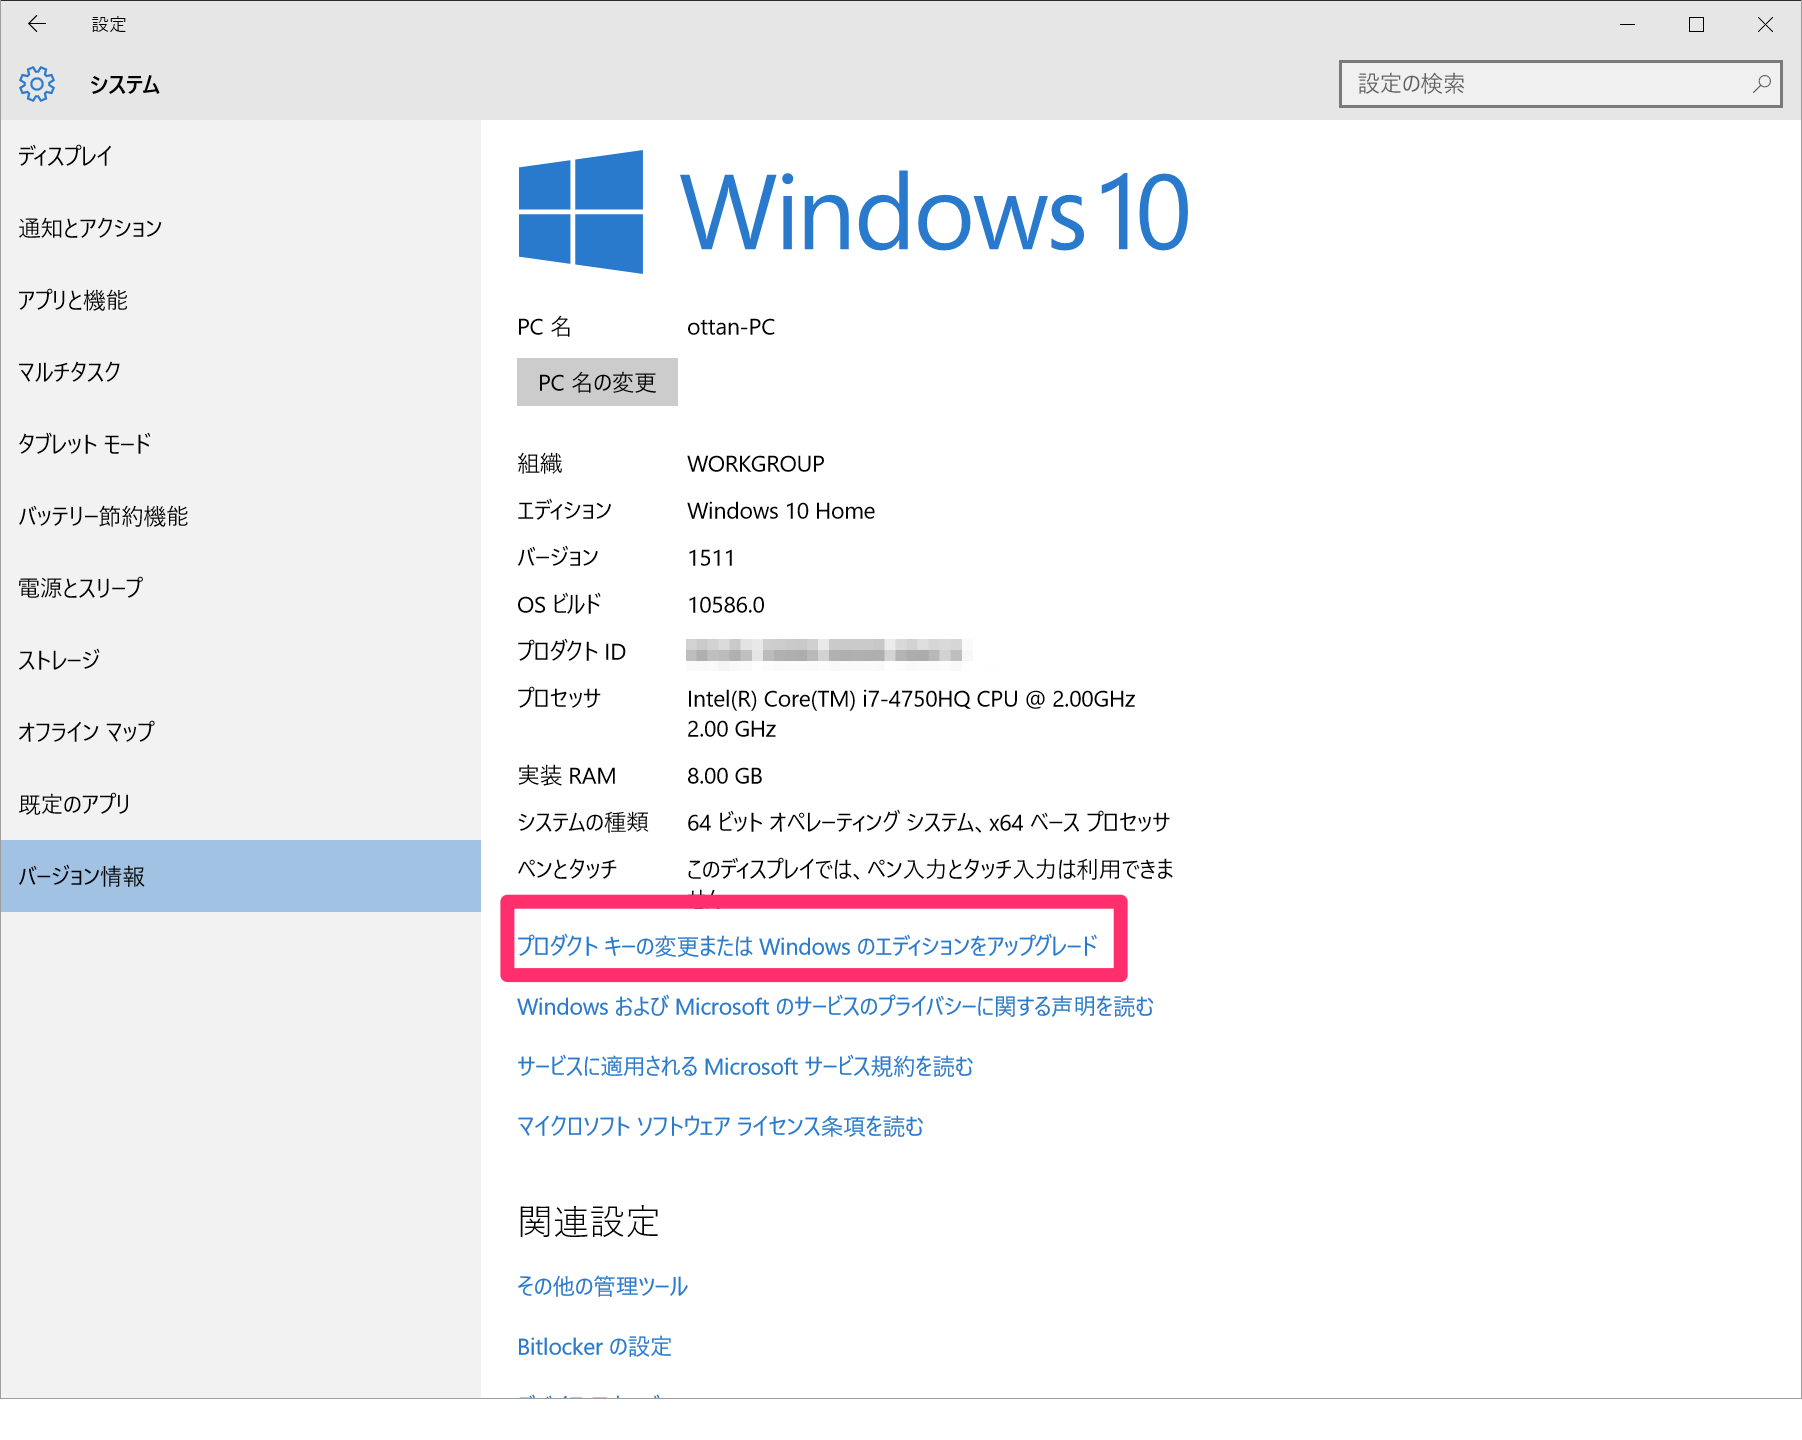 設定
システム
設定の検索
ディスプレイ
通知とアクション
アプリと機能
マルチタスク
タブレット モード
バッテリー節約機能
電源とスリープ
ストレージ
オフライン マップ
既定のアプリ
バージョン情報
Windows 10
PC 名 ottan-PC
PC 名の変更
組織 WORKGROUP
エディション Windows 10 Home
バージョン 1511
OS ビルド 10586.0
プロダクト ID
プロセッサ Intel(R) Core(TM) i7-4750HQ CPU @ 2.00GHz
2.00 GHz
実装 RAM 8.00 GB
システムの種類 64 ビット オペレーティング システム、x64 ベース プロセッサ
ペンとタッチ このディスプレイでは、ペン入力とタッチ入力は利用できま
プロダクト キーの変更または Windows のエディションをアップグレード
Windows および Microsoft のサービスのプライバシーに関する声明を読む
サービスに適用される Microsoft サービス規約を読む
マイクロソフト ソフトウェア ライセンス条項を読む
関連設定
その他の管理ツール
Bitlocker の設定